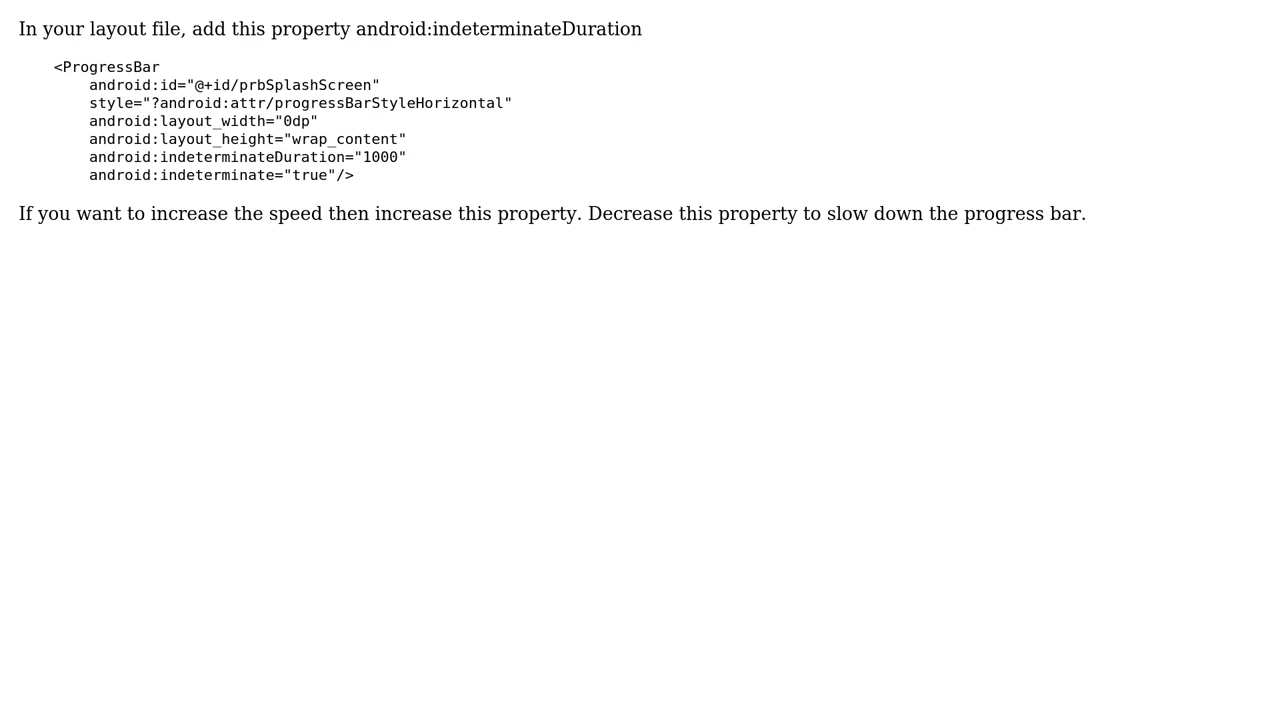 In your layout file, add this property android:indeterminateDuration
<ProgressBar
android:id="@+id/prbSplashScreen"
style="?android:attr/progressBarStyleHorizontal"
android:layout_width="0dp"
android:layout_height="wrap_content"
android:indeterminateDuration="1000"
android:indeterminate="true"/>
If you want to increase the speed then increase this property. Decrease this property to slow down the progress bar.